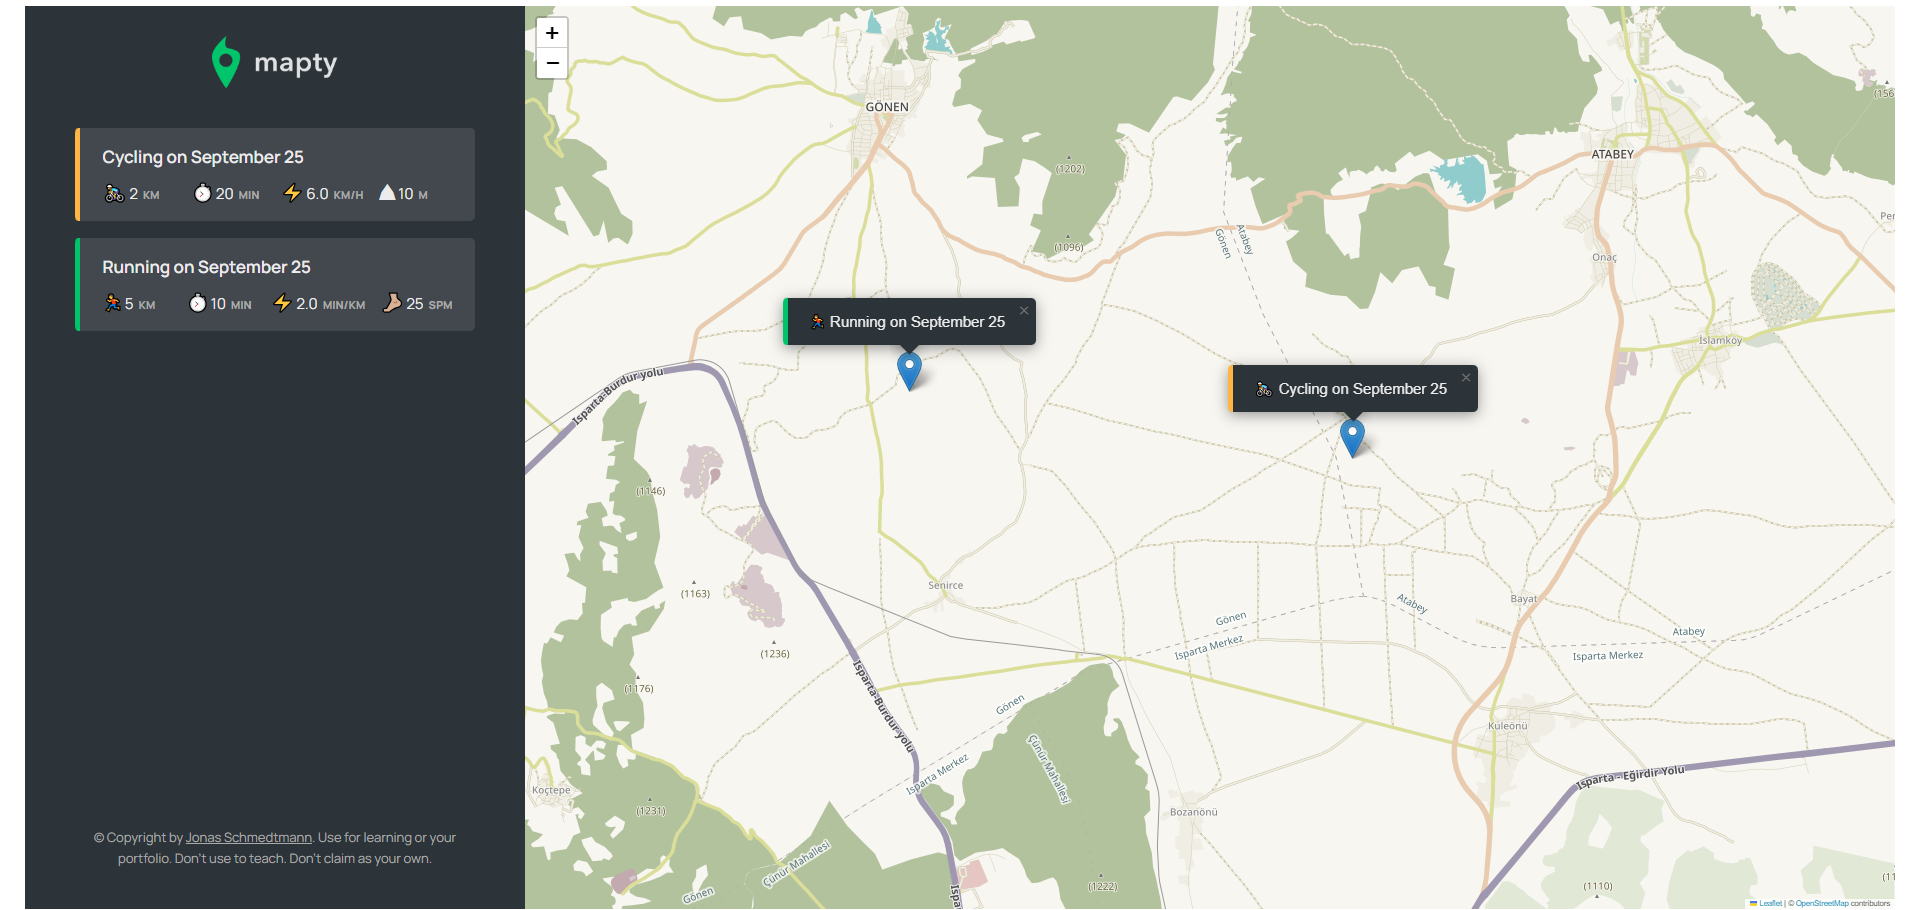 mapty
Cycling on September 25
2 KM 20 MIN 6.0 KM/H 10 M
Running on September 25
5 KM 10 MIN 2.0 MIN/KM 25 SPM
© Copyright by Jonas Schmedtmann. Use for learning or your
portfolio. Don't use to teach. Don't claim as your own.
+
−
GÖNEN
(1202)
(1096)
ATABEY
Atabey
Gönen
Onaç
İslamköy
Running on September 25
×
Cycling on September 25
×
Isparta-Burdur yolu
(1146)
(1163)
(1236)
(1176)
(1231)
Senirce
Bayat
Gönen
Isparta Merkez
Atabey
Atabey
Isparta Merkez
Gönen
Isparta Merkez
Isparta-Burdur yolu
Çünür Mahallesi
Kuleönü
Isparta - Eğirdir Yolu
Koçtepe
Bozanönü
Çünür Mahallesi
Gönen
(1222)
(1110)
Leaflet | © OpenStreetMap contributors